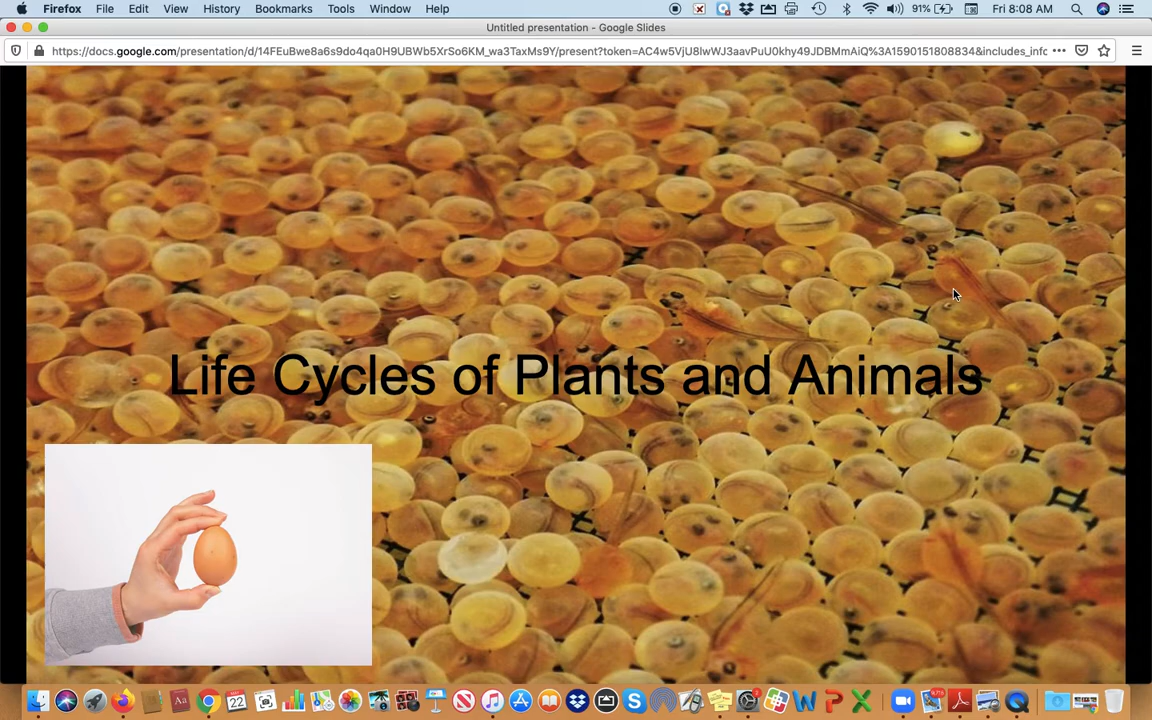 Firefox File Edit View History Bookmarks Tools Window Help 91% Fri 8:08 AM
Untitled presentation - Google Slides
https://docs.google.com/presentation/d/14FEuBwe8a6s9do4qa0H9UBWb5XrSo6KM_wa3TaxMs9Y/present?token=AC4w5VjU8lwWJ3aavPuU0khy49JDBMmAiQ%3A1590151808834&includes_info
Life Cycles of Plants and Animals